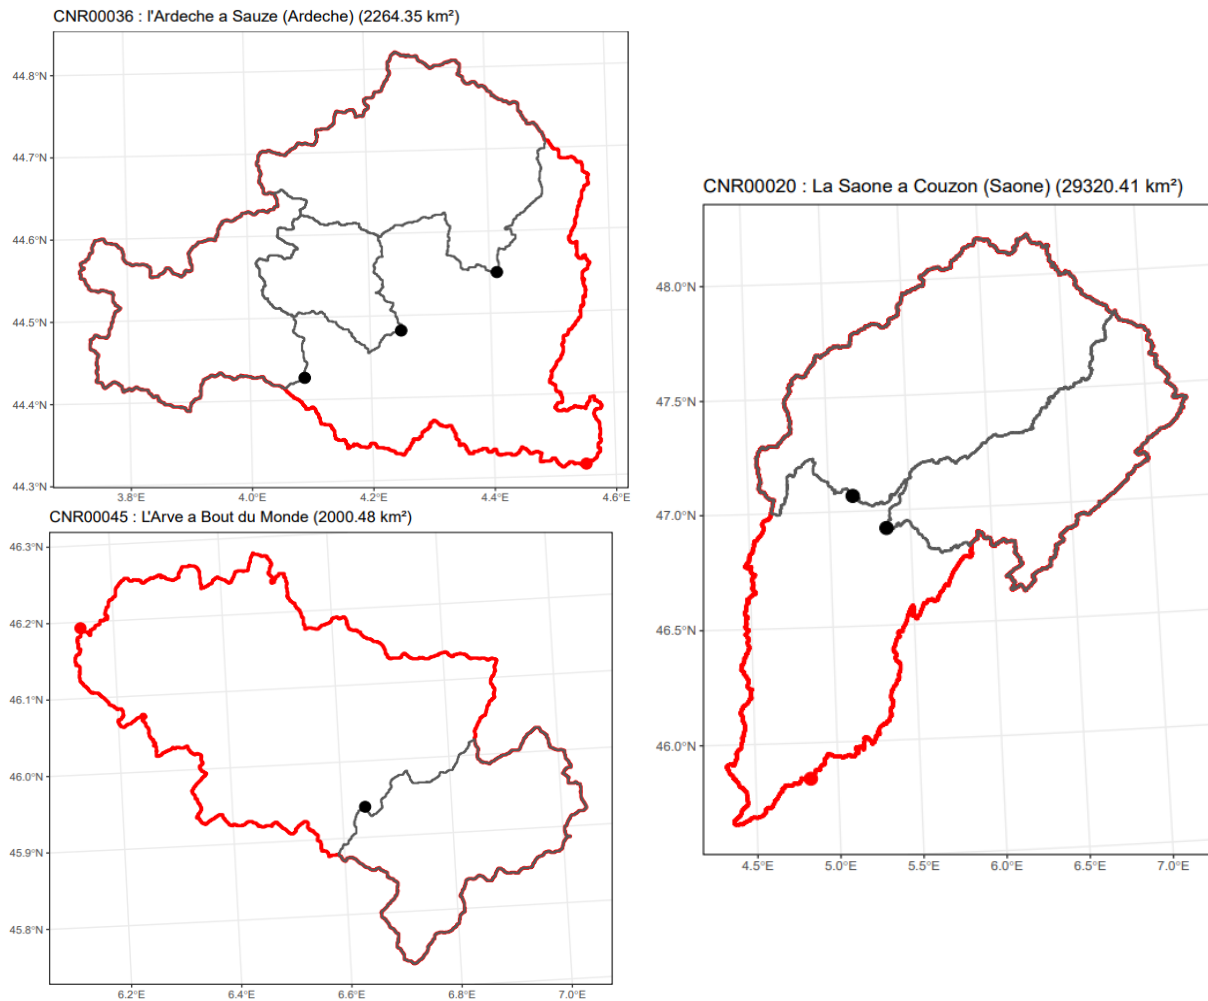 CNR00036 : l'Ardeche a Sauze (Ardeche) (2264.35 km²)
44.8°N
44.7°N
44.6°N
44.5°N
44.4°N
44.3°N
3.8°E 4.0°E 4.2°E 4.4°E 4.6°E
CNR00045 : L'Arve a Bout du Monde (2000.48 km²)
46.3°N
46.2°N
46.1°N
46.0°N
45.9°N
45.8°N
6.2°E 6.4°E 6.6°E 6.8°E 7.0°E
CNR00020 : La Saone a Couzon (Saone) (29320.41 km²)
48.0°N
47.5°N
47.0°N
46.5°N
46.0°N
4.5°E 5.0°E 5.5°E 6.0°E 6.5°E 7.0°E